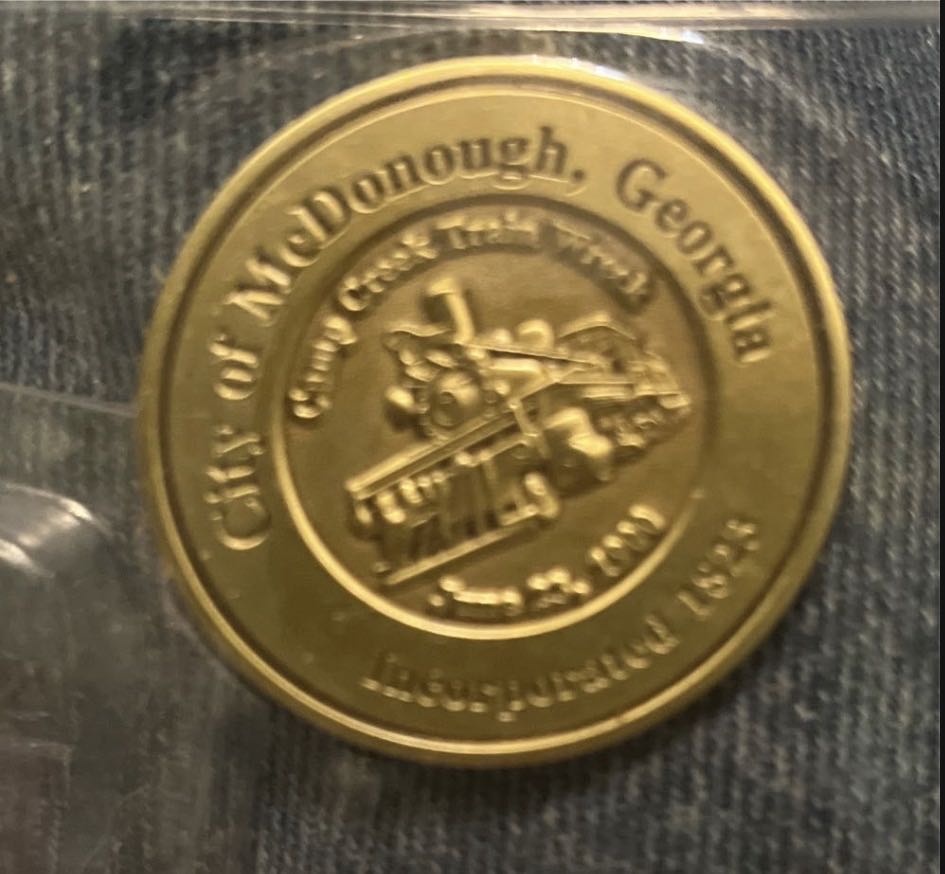 City of McDonough, Georgia
Camp Creek Train Wreck
June 23, 1900
Incorporated 1823